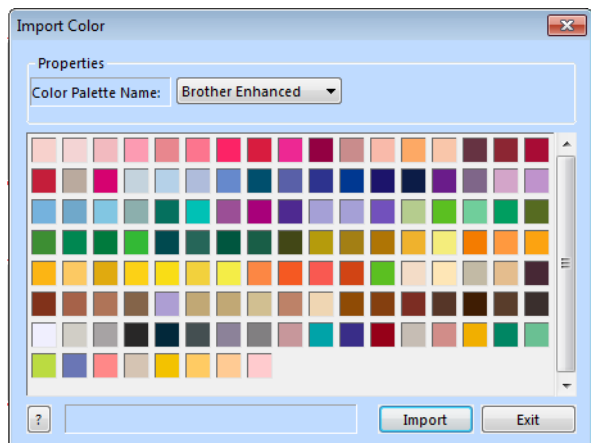 Import Color
Properties
Color Palette Name: Brother Enhanced
? Import Exit